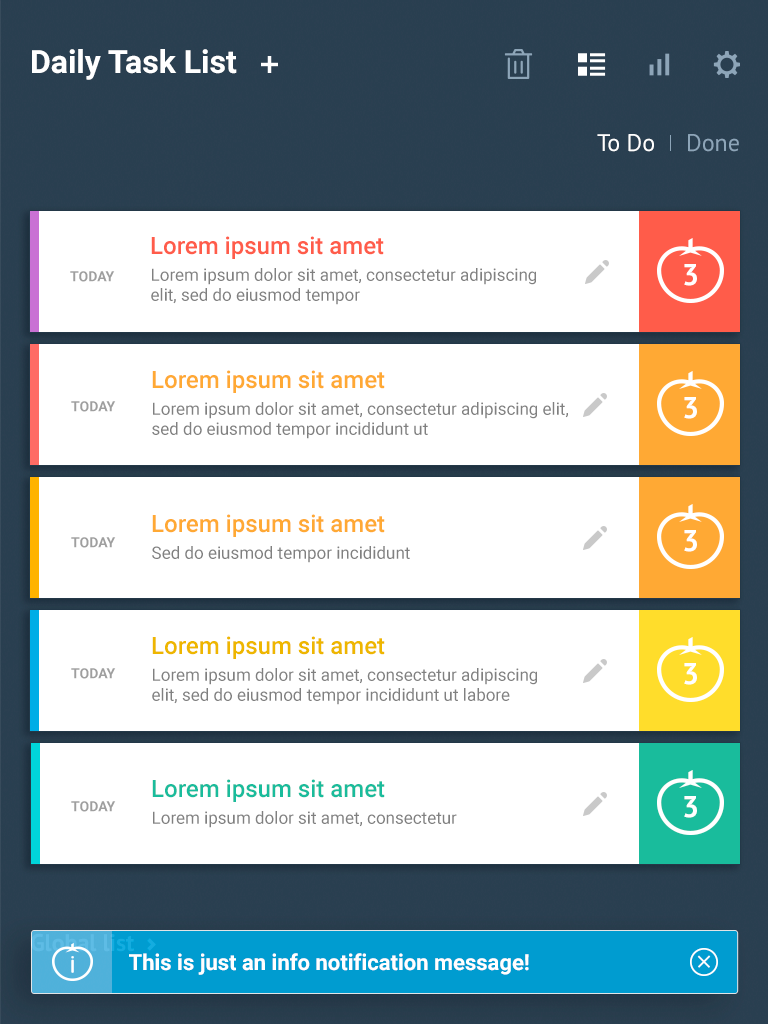 Daily Task List +
To Do | Done
Lorem ipsum sit amet
TODAY
Lorem ipsum dolor sit amet, consectetur adipiscing
elit, sed do eiusmod tempor
3
Lorem ipsum sit amet
TODAY
Lorem ipsum dolor sit amet, consectetur adipiscing elit,
sed do eiusmod tempor incididunt ut
3
Lorem ipsum sit amet
TODAY
Sed do eiusmod tempor incididunt
3
Lorem ipsum sit amet
TODAY
Lorem ipsum dolor sit amet, consectetur adipiscing
elit, sed do eiusmod tempor incididunt ut labore
3
Lorem ipsum sit amet
TODAY
Lorem ipsum dolor sit amet, consectetur
3
Global list >
i
This is just an info notification message!